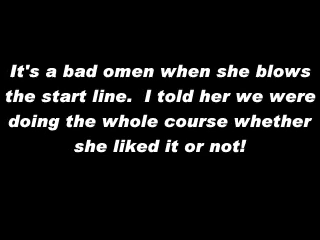 It's a bad omen when she blows
the start line.  I told her we were
doing the whole course whether
she liked it or not!